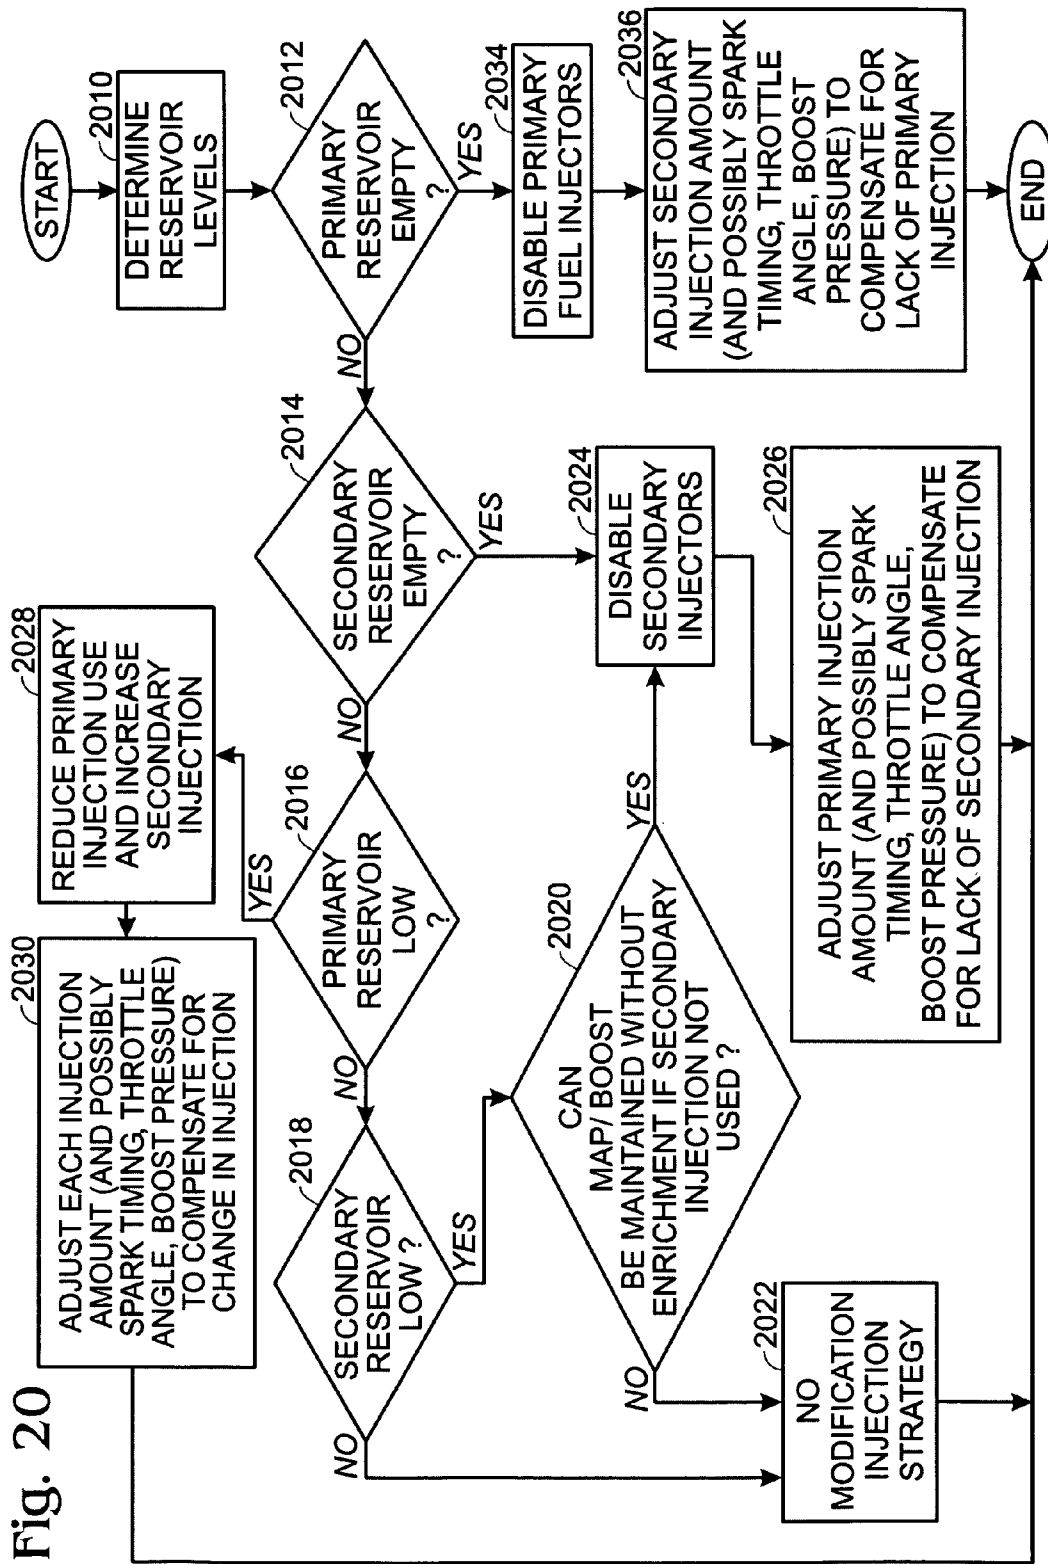 Fig. 20
START
2010
DETERMINE
RESERVOIR
LEVELS
2012
PRIMARY
RESERVOIR
EMPTY
?
YES
NO
2034
DISABLE PRIMARY
FUEL INJECTORS
2036
ADJUST SECONDARY
INJECTION AMOUNT
(AND POSSIBLY SPARK
TIMING, THROTTLE
ANGLE, BOOST
PRESSURE) TO
COMPENSATE FOR
LACK OF PRIMARY
INJECTION
END
2014
SECONDARY
RESERVOIR
EMPTY
?
YES
NO
2024
DISABLE
SECONDARY
INJECTORS
2026
ADJUST PRIMARY INJECTION
AMOUNT (AND POSSIBLY SPARK
TIMING, THROTTLE ANGLE,
BOOST PRESSURE) TO COMPENSATE
FOR LACK OF SECONDARY INJECTION
2016
PRIMARY
RESERVOIR
LOW
?
YES
NO
2028
REDUCE PRIMARY
INJECTION USE
AND INCREASE
SECONDARY
INJECTION
2030
ADJUST EACH INJECTION
AMOUNT (AND POSSIBLY
SPARK TIMING, THROTTLE
ANGLE, BOOST PRESSURE)
TO COMPENSATE FOR
CHANGE IN INJECTION
2018
SECONDARY
RESERVOIR
LOW ?
YES
NO
2020
CAN
MAP/ BOOST
BE MAINTAINED WITHOUT
ENRICHMENT IF SECONDARY
INJECTION NOT
USED ?
YES
NO
2022
NO
MODIFICATION
INJECTION
STRATEGY